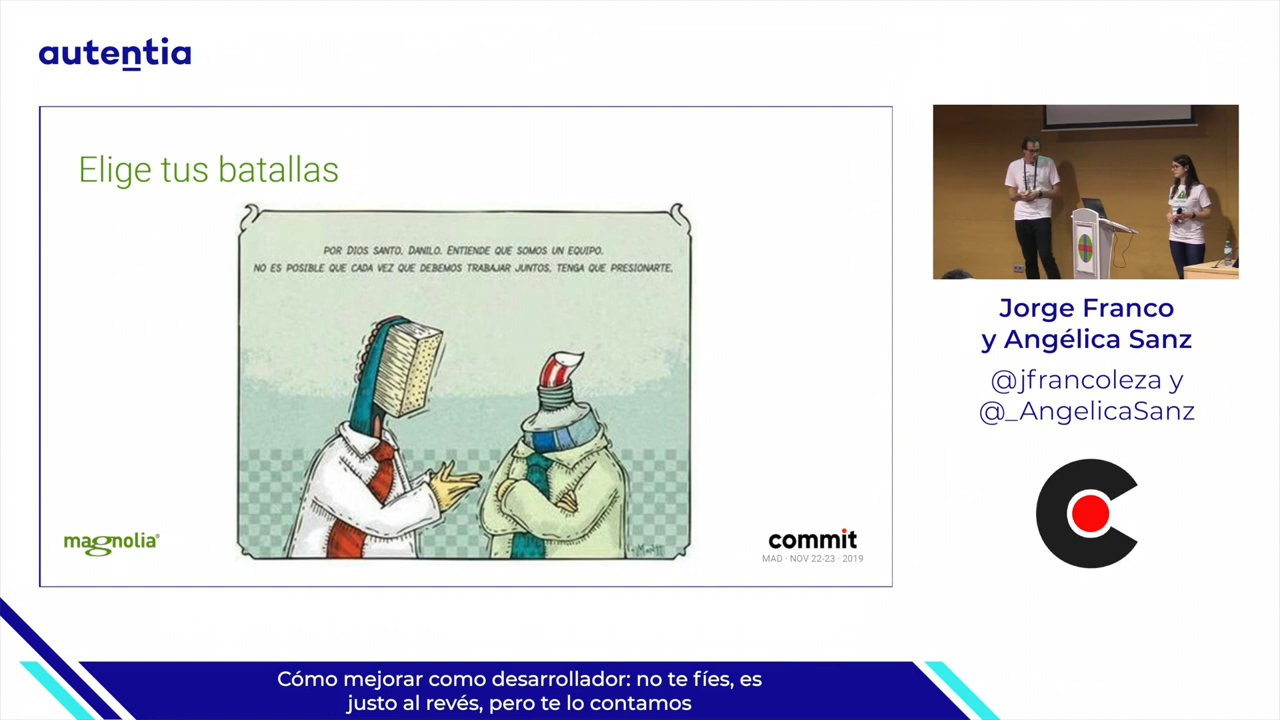 autentia
Elige tus batallas
POR DIOS SANTO, DANILO. ENTIENDE QUE SOMOS UN EQUIPO.
NO ES POSIBLE QUE CADA VEZ QUE DEBEMOS TRABAJAR JUNTOS, TENGA QUE PRESIONARTE.
magnolia®
commit
MAD · NOV 22-23 · 2019
Jorge Franco
y Angélica Sanz
@jfrancoleza y
@_AngelicaSanz
Cómo mejorar como desarrollador: no te fíes, es
justo al revés, pero te lo contamos